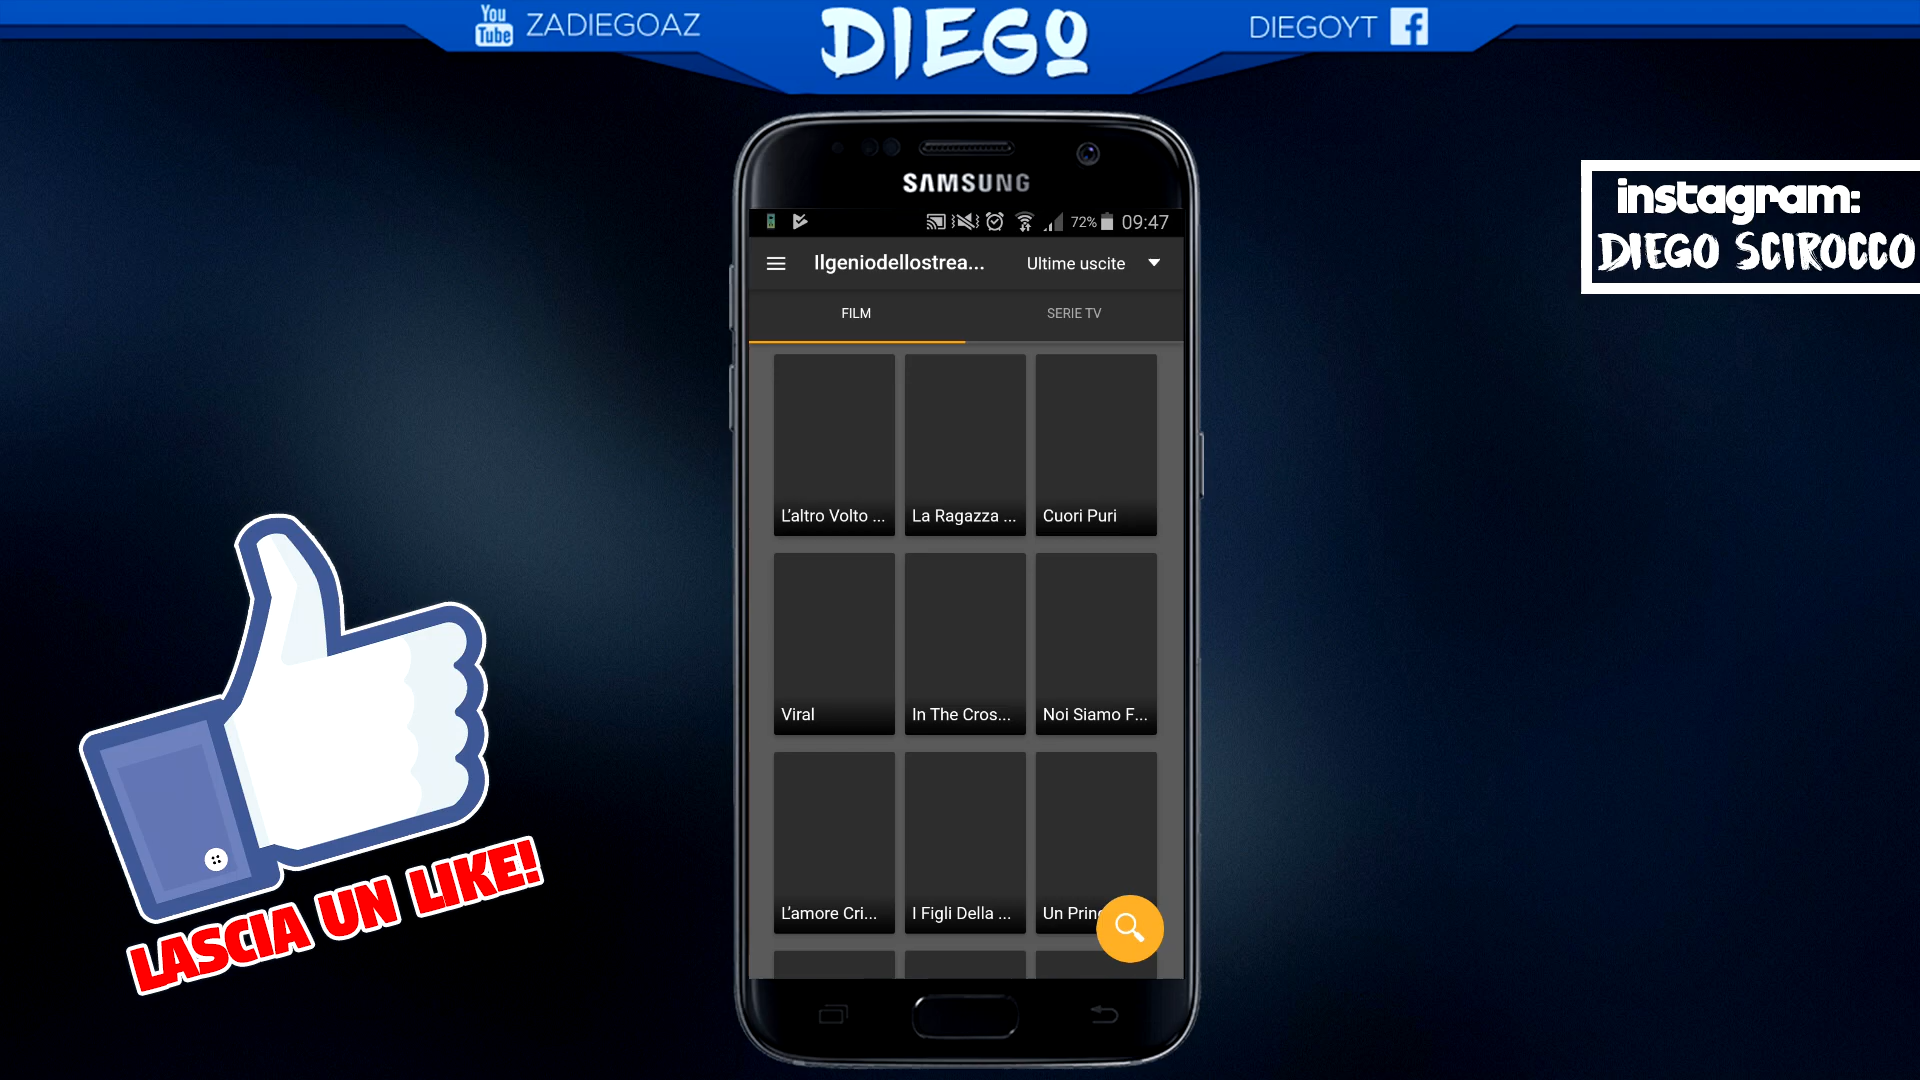 You
Tube
ZADIEGOAZ
DIEGO
DIEGOYT
SAMSUNG
72%
09:47
Ilgeniodellostrea...
Ultime uscite
FILM
SERIE TV
L'altro Volto ...
La Ragazza ...
Cuori Puri
Viral
In The Cros...
Noi Siamo F...
L'amore Cri...
I Figli Della ...
Un Prin
instagram:
DIEGO SCIROCCO
LASCIA UN LIKE!